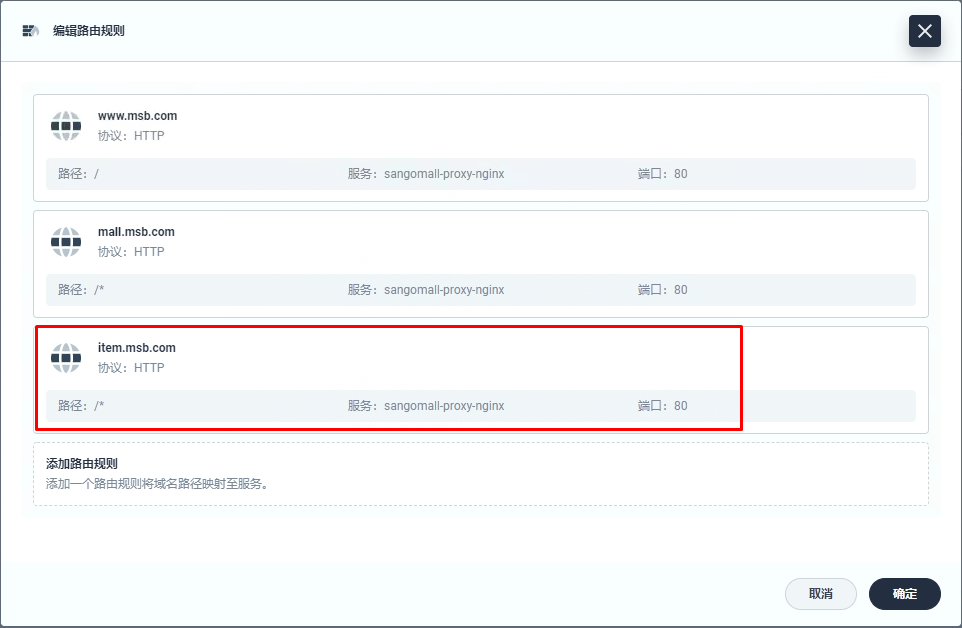 编辑路由规则
www.msb.com
协议：HTTP
路径：/ 服务：sangomall-proxy-nginx 端口：80
mall.msb.com
协议：HTTP
路径：/* 服务：sangomall-proxy-nginx 端口：80
item.msb.com
协议：HTTP
路径：/* 服务：sangomall-proxy-nginx 端口：80
添加路由规则
添加一个路由规则将域名路径映射至服务。
取消 确定